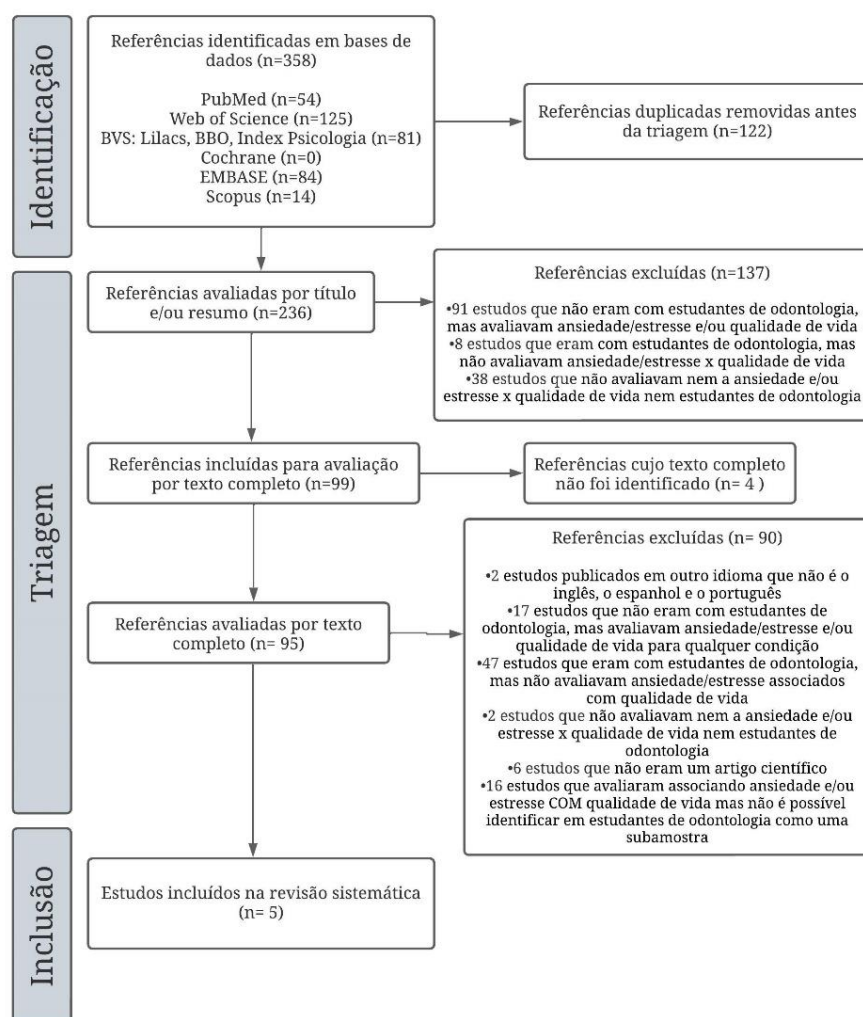 Identificação
Referências identificadas em bases de
dados (n=358)
PubMed (n=54)
Web of Science (n=125)
BVS: Lilacs, BBO, Index Psicologia (n=81)
Cochrane (n=0)
EMBASE (n=84)
Scopus (n=14)
Referências duplicadas removidas antes
da triagem (n=122)
Triagem
Referências avaliadas por título
e/ou resumo (n=236)
Referências excluídas (n=137)
•91 estudos que não eram com estudantes de odontologia,
mas avaliavam ansiedade/estresse e/ou qualidade de vida
•8 estudos que eram com estudantes de odontologia, mas
não avaliavam ansiedade/estresse x qualidade de vida
•38 estudos que não avaliavam nem a ansiedade e/ou
estresse x qualidade de vida nem estudantes de odontologia
Referências incluídas para avaliação
por texto completo (n=99)
Referências cujo texto completo
não foi identificado (n= 4 )
Referências avaliadas por texto
completo (n= 95)
Referências excluídas (n= 90)
•2 estudos publicados em outro idioma que não é o
inglês, o espanhol e o português
•17 estudos que não eram com estudantes de
odontologia, mas avaliavam ansiedade/estresse e/ou
qualidade de vida para qualquer condição
•47 estudos que eram com estudantes de odontologia,
mas não avaliavam ansiedade/estresse associados
com qualidade de vida
•2 estudos que não avaliavam nem a ansiedade e/ou
estresse x qualidade de vida nem estudantes de
odontologia
•6 estudos que não eram um artigo científico
•16 estudos que avaliaram associando ansiedade e/ou
estresse COM qualidade de vida mas não é possível
identificar em estudantes de odontologia como uma
subamostra
Inclusão
Estudos incluídos na revisão sistemática
(n= 5)